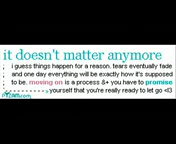 it doesn't matter anymore
; i guess things happen for a reason. tears eventually fade
; and one day everything will be exactly how it's supposed
; to be. moving on is a process &+ you have to promise
yourself that you're really ready to let go <3